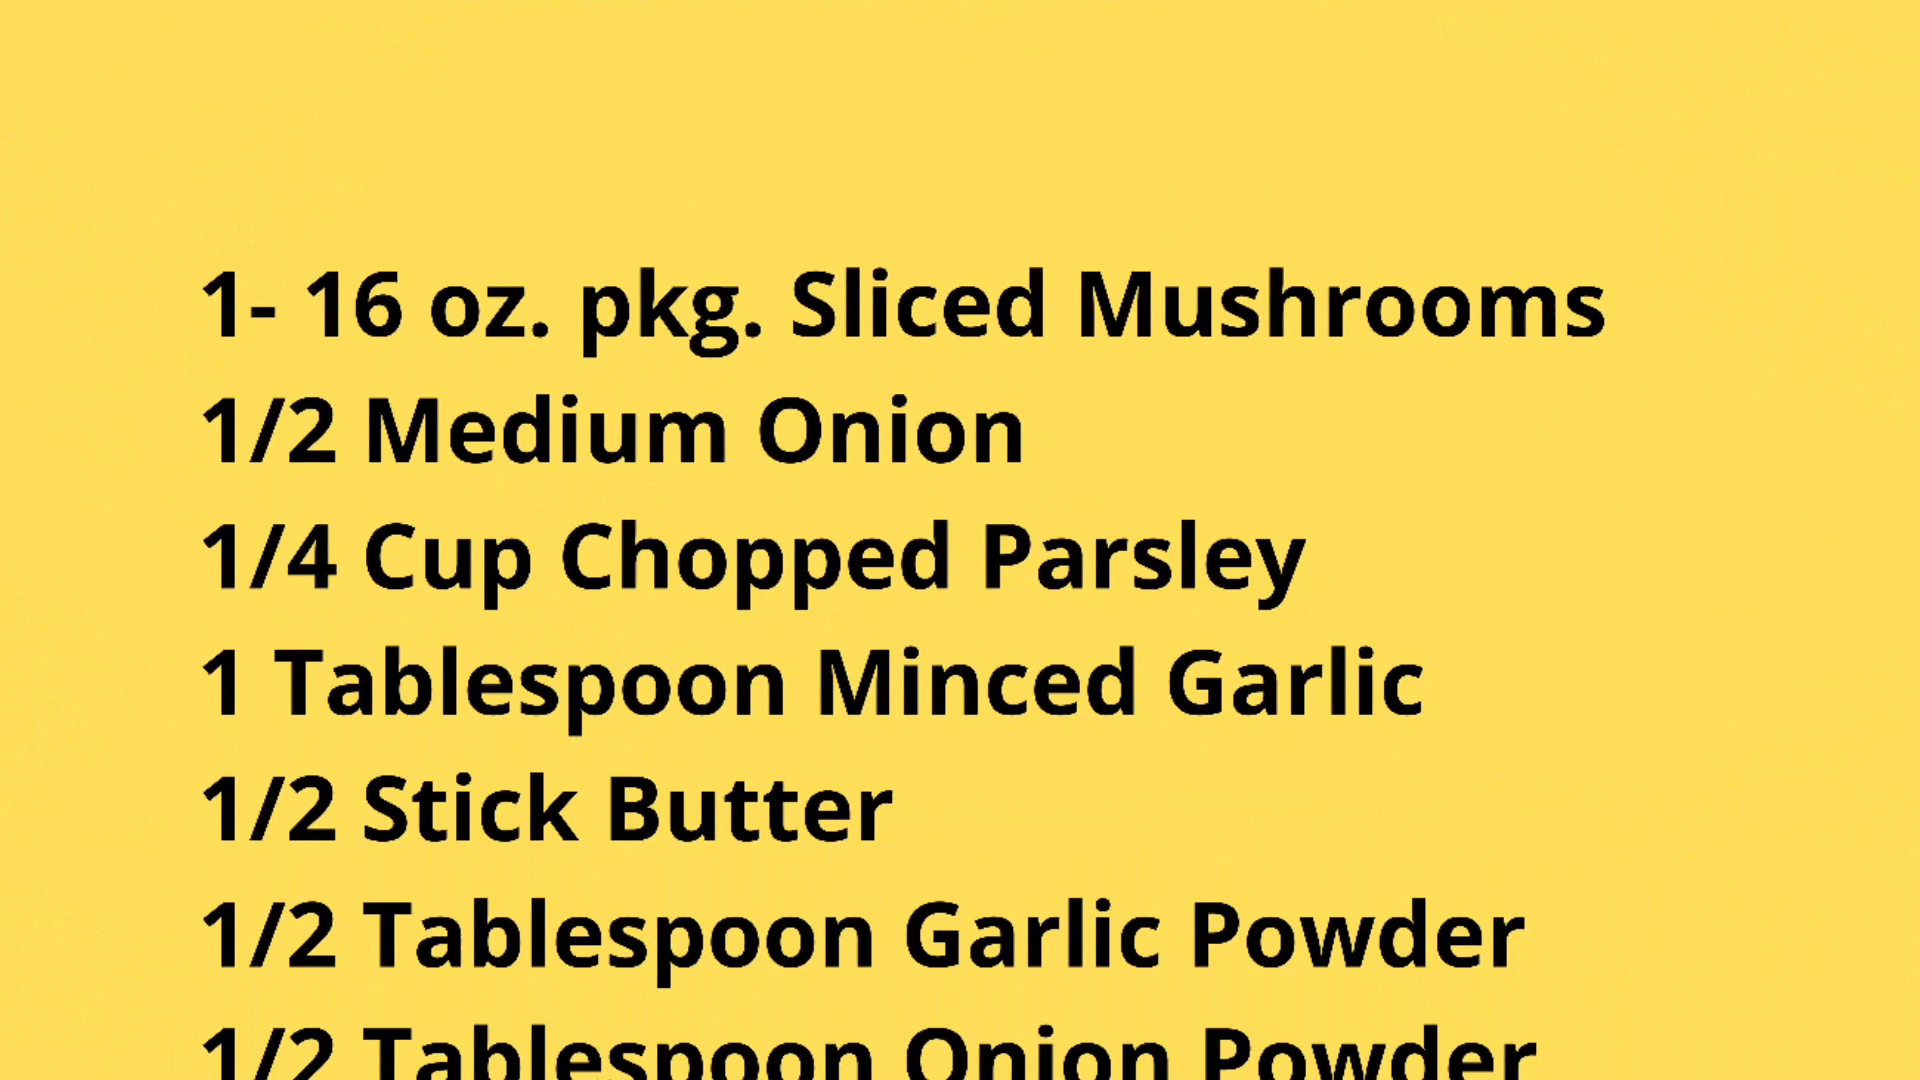 1- 16 oz. pkg. Sliced Mushrooms
1/2 Medium Onion
1/4 Cup Chopped Parsley
1 Tablespoon Minced Garlic
1/2 Stick Butter
1/2 Tablespoon Garlic Powder
1/2 Tablespoon Onion Powder